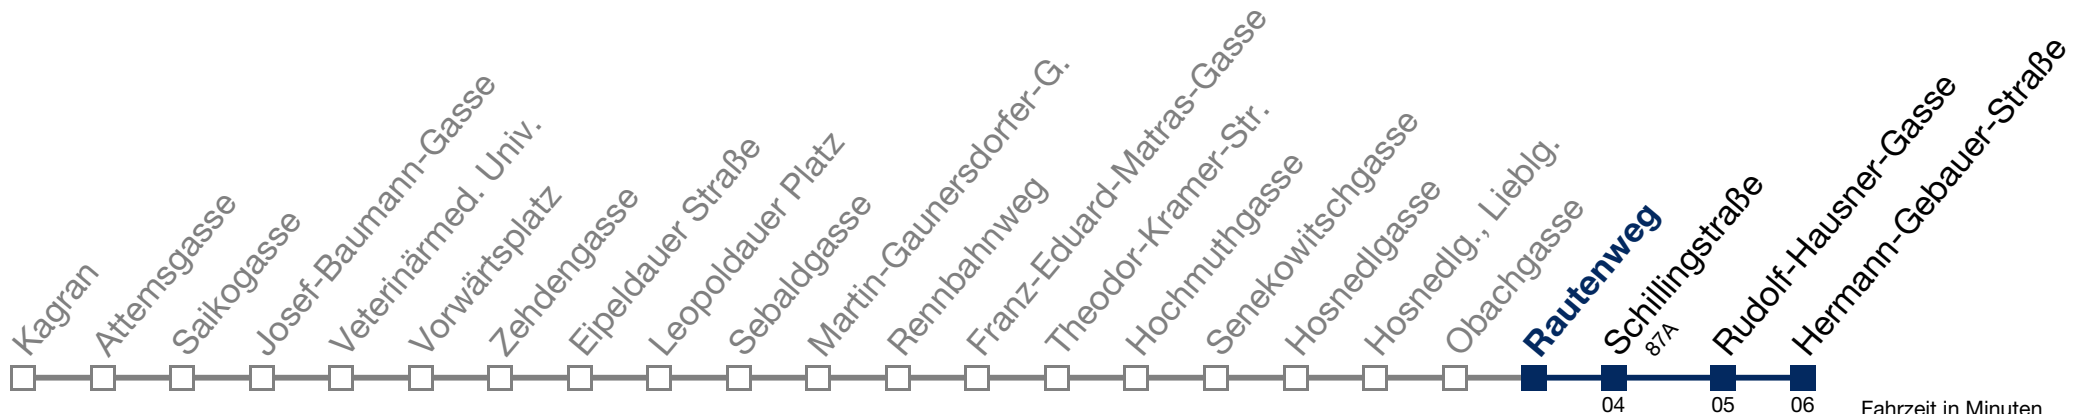 Kagran
Attemsgasse
Saikogasse
Josef-Baumann-Gasse
Veterinärmed. Univ.
Vorwärtsplatz
Zehdengasse
Eipeldauer Straße
Leopoldauer Platz
Sebaldgasse
Martin-Gaunersdorfer-G.
Rennbahnweg
Franz-Eduard-Matras-Gasse
Theodor-Kramer-Str.
Hochmuthgasse
Senekowitschgasse
Hosnedlgasse
Hosnedlg., Lieblg.
Obachgasse
Rautenweg
Schillingstraße
87A
Rudolf-Hausner-Gasse
Hermann-Gebauer-Straße
04 05 06 Fahrzeit in Minuten